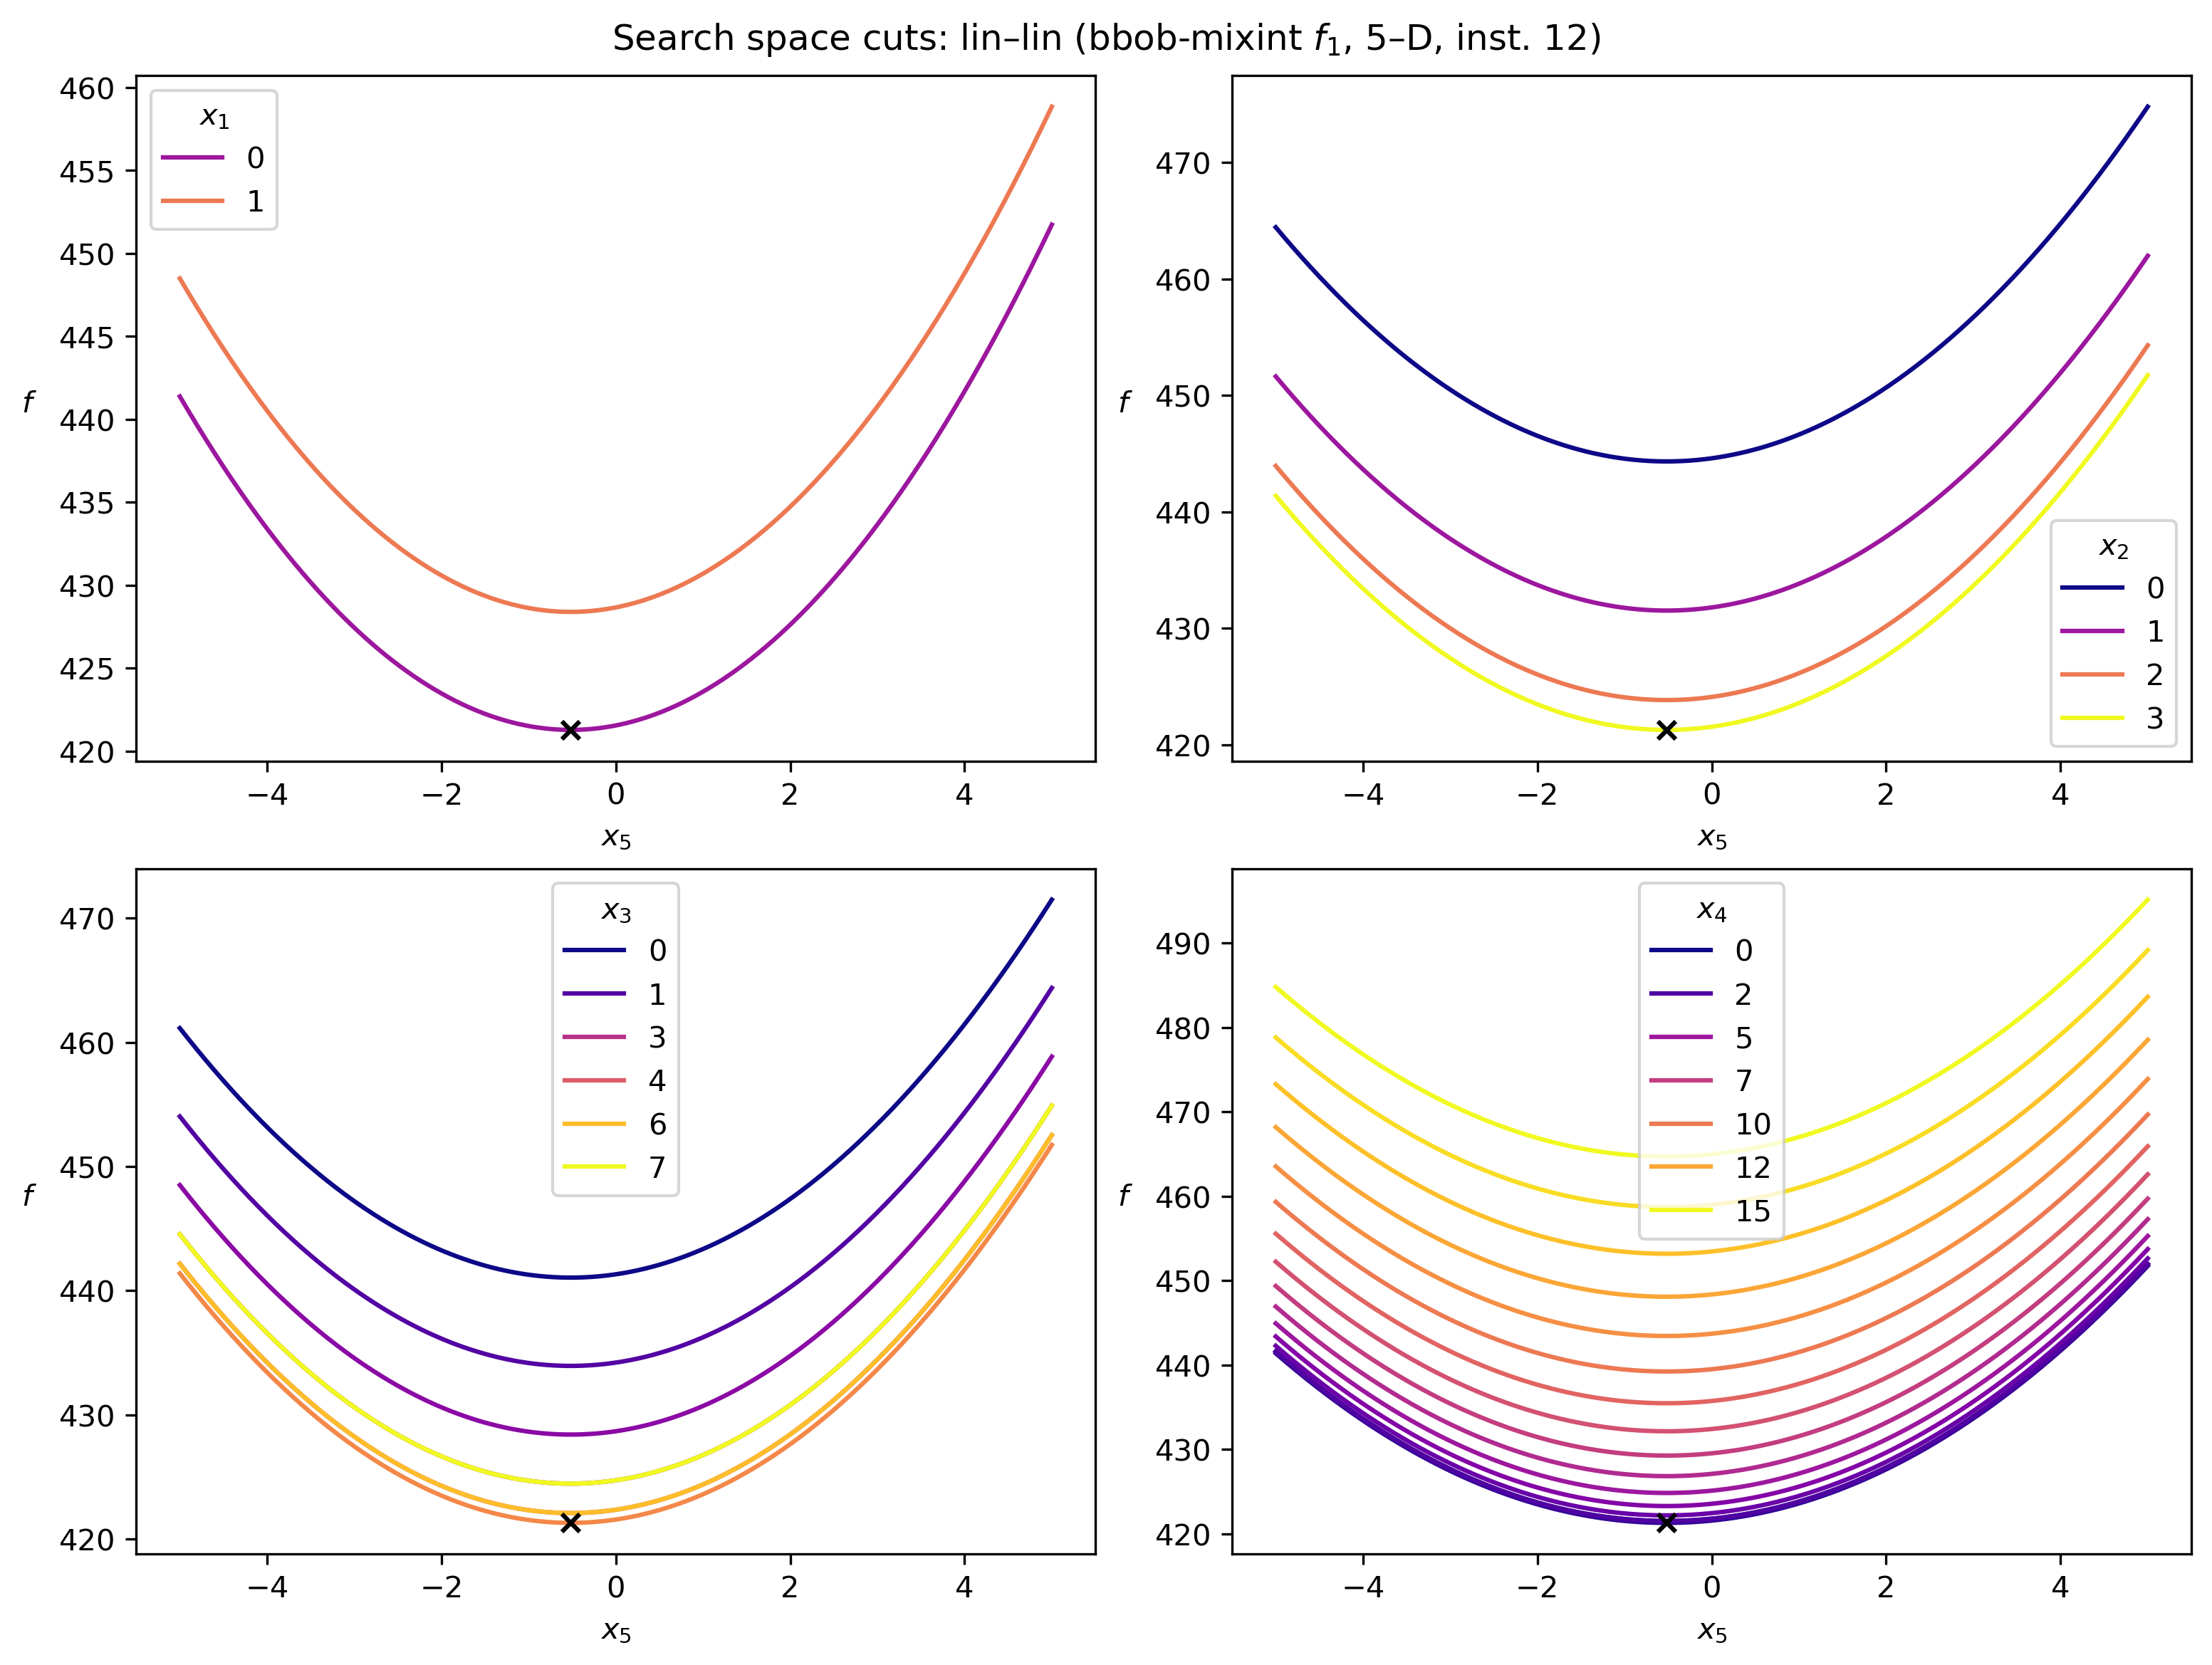 Search space cuts: lin–lin (bbob-mixint f₁, 5–D, inst. 12)
460
455
450
445
440
435
430
425
420
f
x₁
0
1
−4 −2 0 2 4
x₅
470
460
450
440
430
420
f
x₂
0
1
2
3
−4 −2 0 2 4
x₅
470
460
450
440
430
420
f
x₃
0
1
3
4
6
7
−4 −2 0 2 4
x₅
490
480
470
460
450
440
430
420
f
x₄
0
2
5
7
10
12
15
−4 −2 0 2 4
x₅